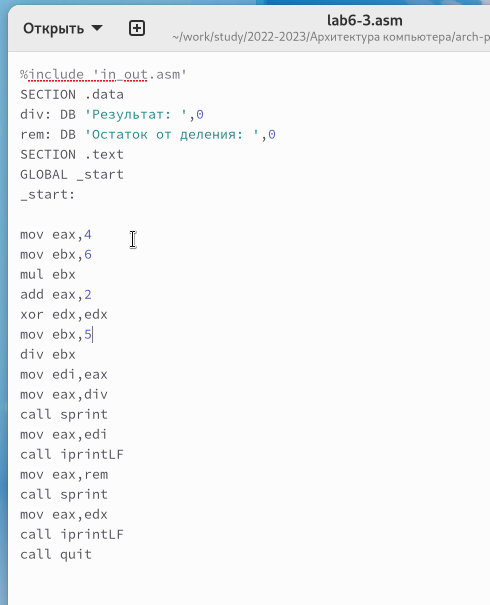 Открыть
lab6-3.asm
~/work/study/2022-2023/Архитектура компьютера/arch-p
%include 'in_out.asm'
SECTION .data
div: DB 'Результат: ',0
rem: DB 'Остаток от деления: ',0
SECTION .text
GLOBAL _start
_start:
mov eax,4
mov ebx,6
mul ebx
add eax,2
xor edx,edx
mov ebx,5
div ebx
mov edi,eax
mov eax,div
call sprint
mov eax,edi
call iprintLF
mov eax,rem
call sprint
mov eax,edx
call iprintLF
call quit